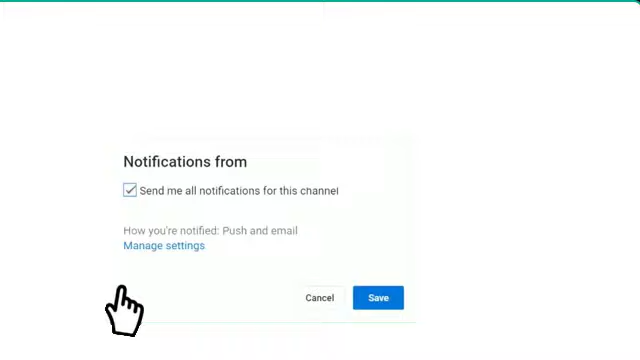 Notifications from
Send me all notifications for this channel
How you're notified: Push and email
Manage settings
Cancel
Save